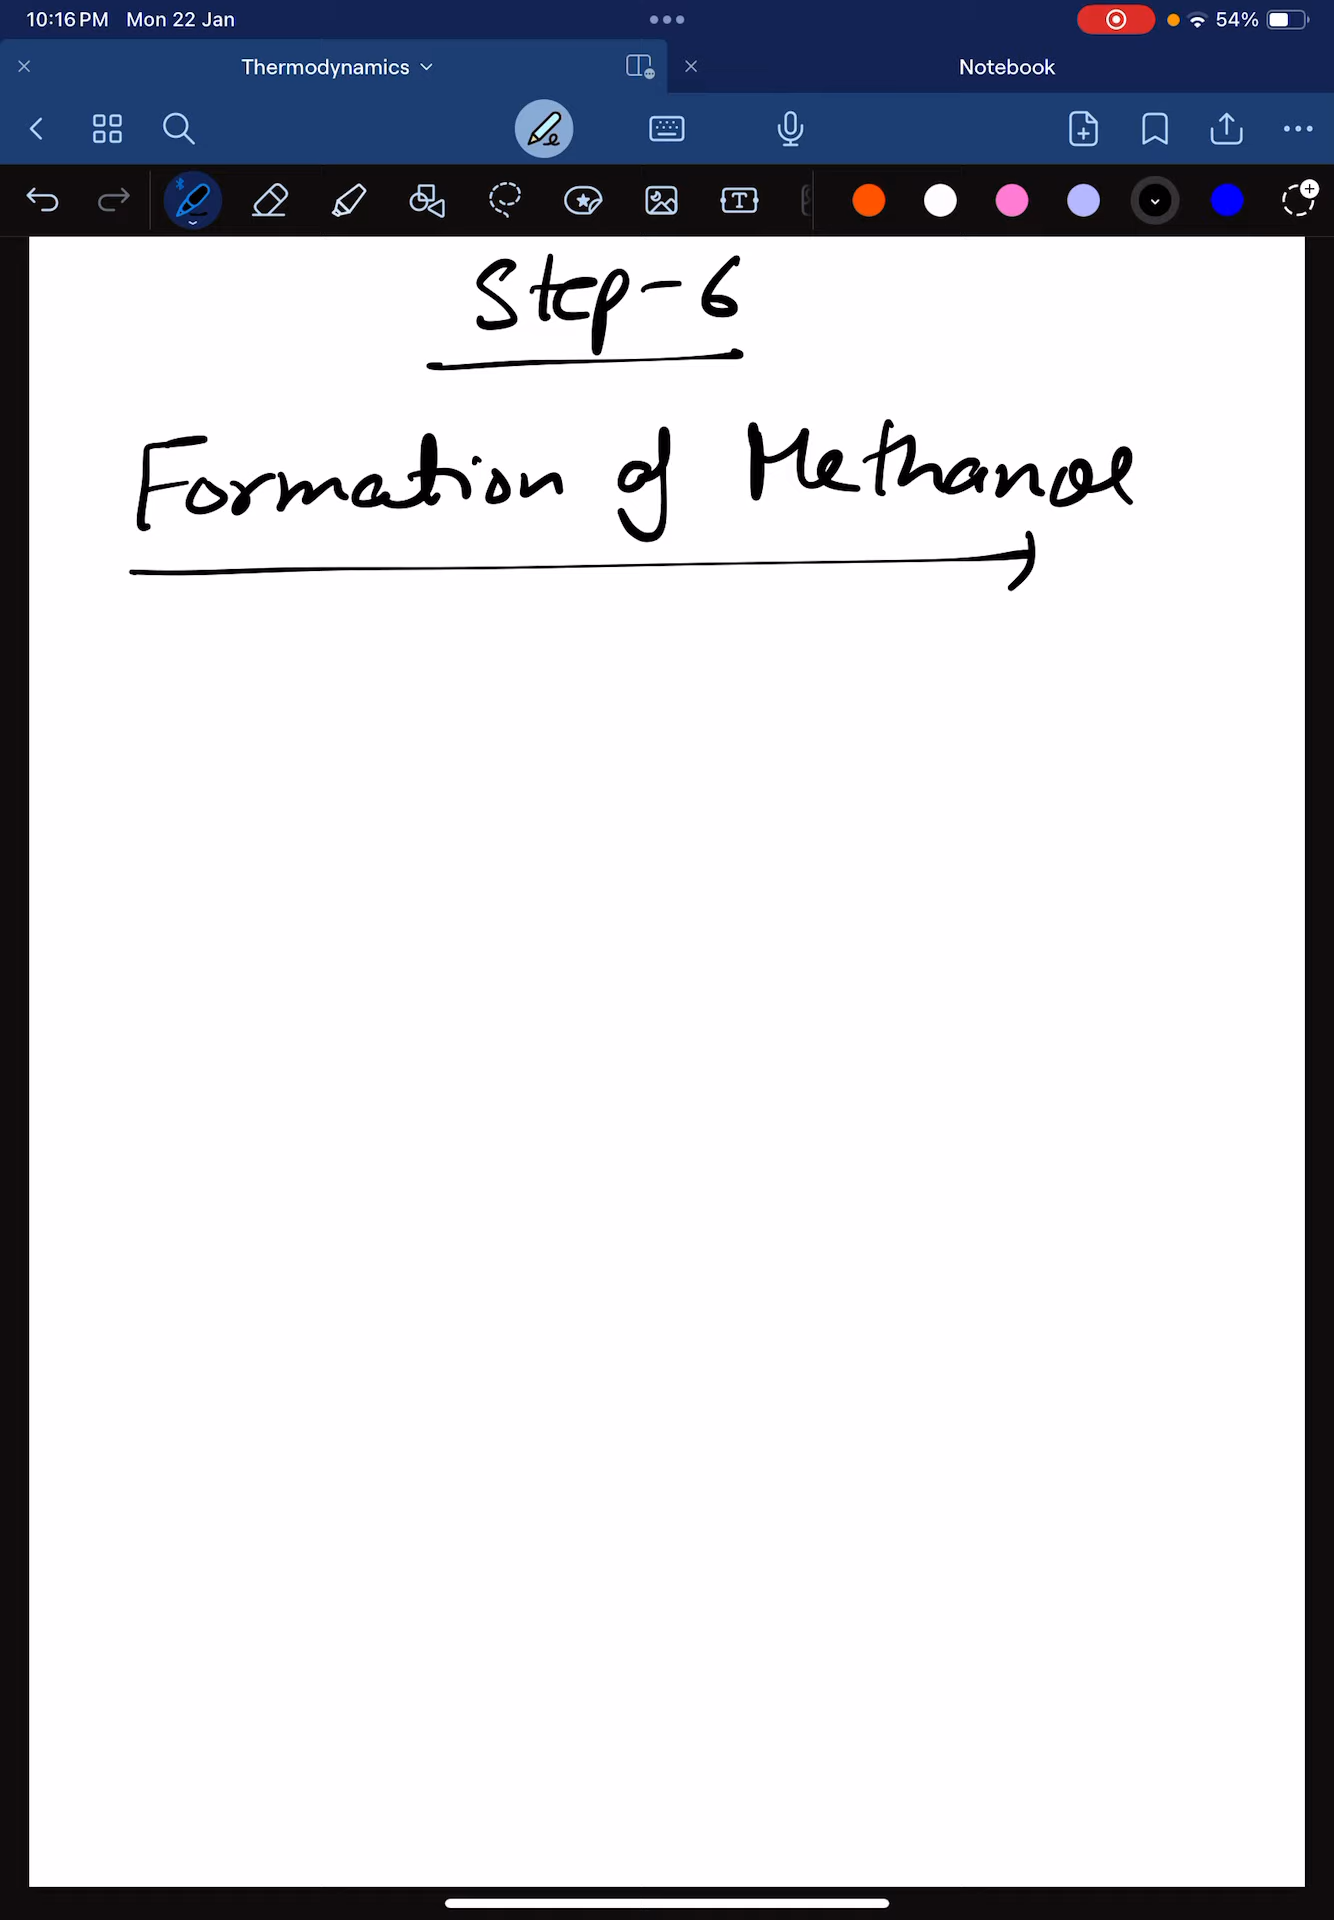 10:16 PM Mon 22 Jan
54%
Thermodynamics
Notebook
T
Step-6
Formation of Methanol